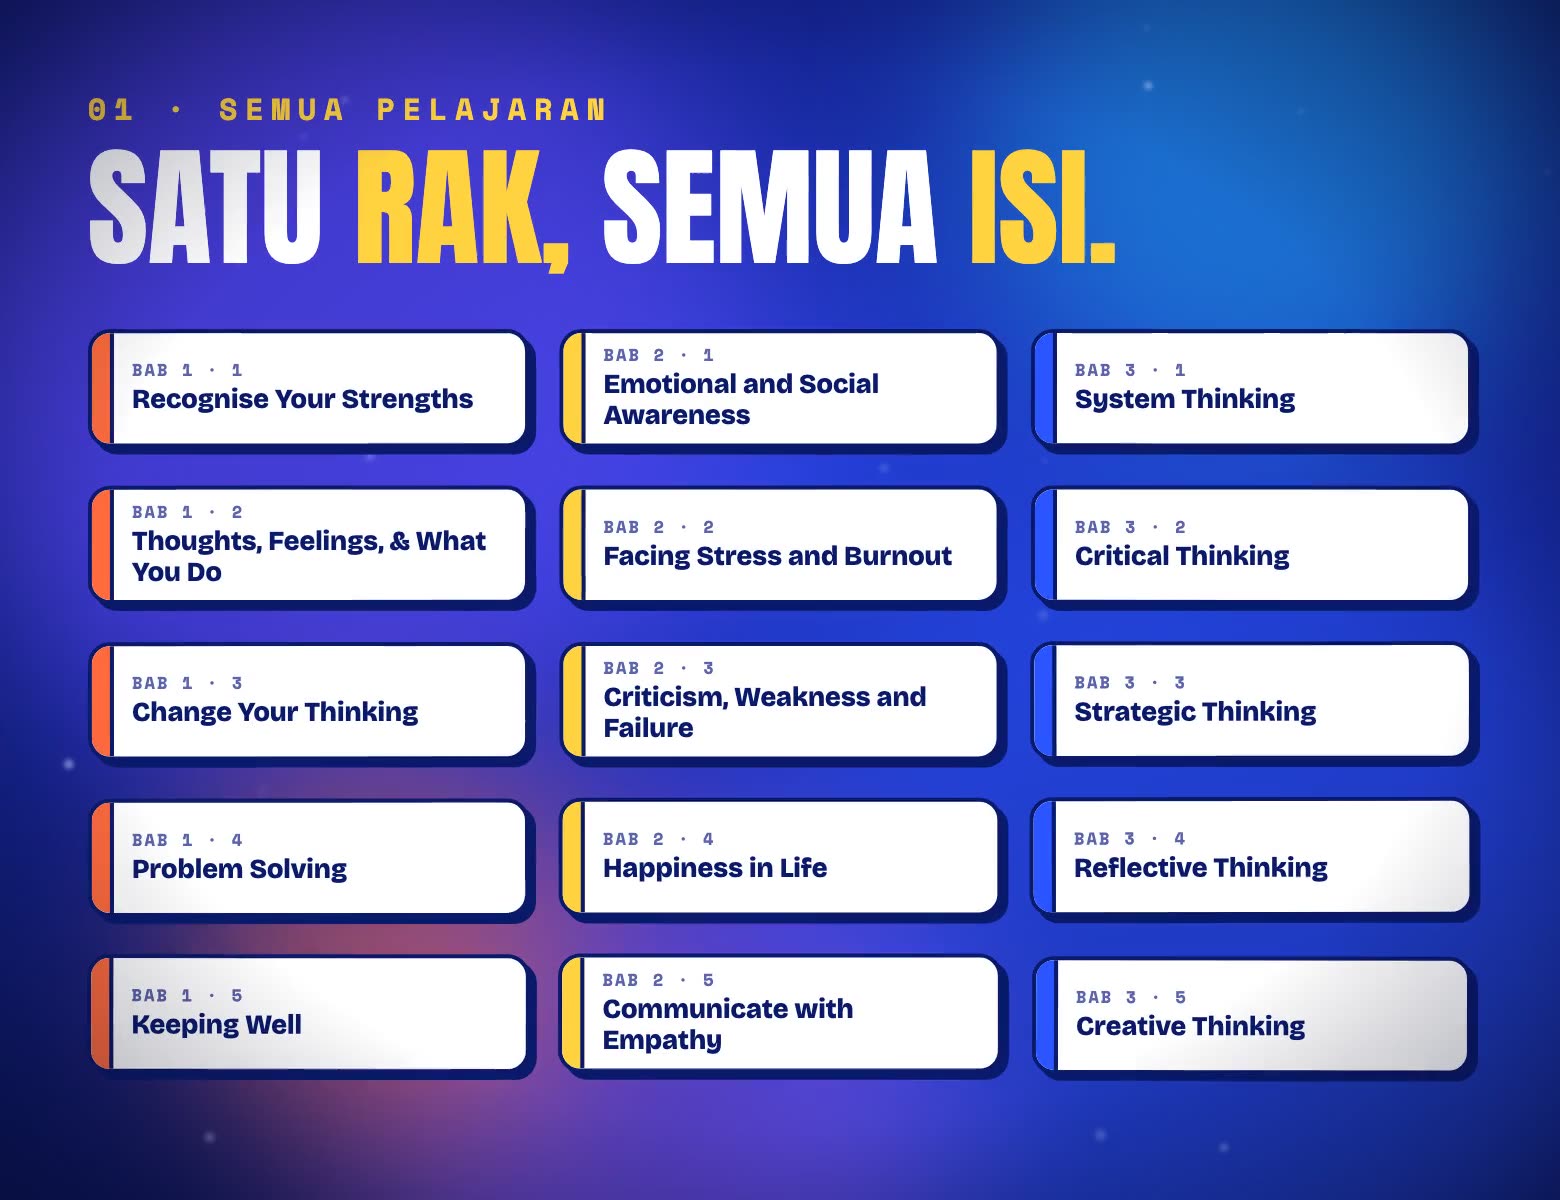 01 · SEMUA PELAJARAN
SATU RAK, SEMUA ISI.
BAB 1 · 1
Recognise Your Strengths
BAB 2 · 1
Emotional and Social
Awareness
BAB 3 · 1
System Thinking
BAB 1 · 2
Thoughts, Feelings, & What
You Do
BAB 2 · 2
Facing Stress and Burnout
BAB 3 · 2
Critical Thinking
BAB 1 · 3
Change Your Thinking
BAB 2 · 3
Criticism, Weakness and
Failure
BAB 3 · 3
Strategic Thinking
BAB 1 · 4
Problem Solving
BAB 2 · 4
Happiness in Life
BAB 3 · 4
Reflective Thinking
BAB 1 · 5
Keeping Well
BAB 2 · 5
Communicate with
Empathy
BAB 3 · 5
Creative Thinking